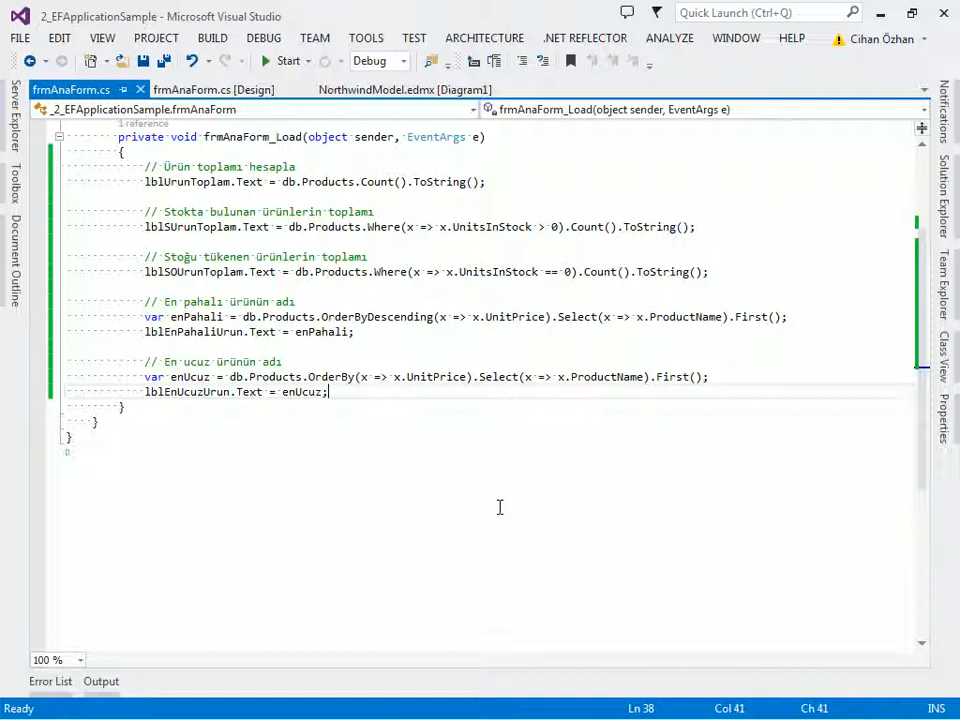 2_EFApplicationSample - Microsoft Visual Studio
Quick Launch (Ctrl+Q)
FILE EDIT VIEW PROJECT BUILD DEBUG TEAM TOOLS TEST ARCHITECTURE .NET REFLECTOR ANALYZE WINDOW HELP Cihan Özhan
Start Debug
frmAnaForm.cs frmAnaForm.cs [Design] NorthwindModel.edmx [Diagram1]
_2_EFApplicationSample.frmAnaForm frmAnaForm_Load(object sender, EventArgs e)
1 reference
private void frmAnaForm_Load(object sender, EventArgs e)
{
// Ürün toplamı hesapla
lblUrunToplam.Text = db.Products.Count().ToString();
// Stokta bulunan ürünlerin toplamı
lblSUrunToplam.Text = db.Products.Where(x => x.UnitsInStock > 0).Count().ToString();
// Stoğu tükenen ürünlerin toplamı
lblSOUrunToplam.Text = db.Products.Where(x => x.UnitsInStock == 0).Count().ToString();
// En pahalı ürünün adı
var enPahali = db.Products.OrderByDescending(x => x.UnitPrice).Select(x => x.ProductName).First();
lblEnPahaliUrun.Text = enPahali;
// En ucuz ürünün adı
var enUcuz = db.Products.OrderBy(x => x.UnitPrice).Select(x => x.ProductName).First();
lblEnUcuzUrun.Text = enUcuz;
}
}
}
Server Explorer
Toolbox
Document Outline
Notifications
Solution Explorer
Team Explorer
Class View
Properties
100 %
Error List Output
Ready Ln 38 Col 41 Ch 41 INS